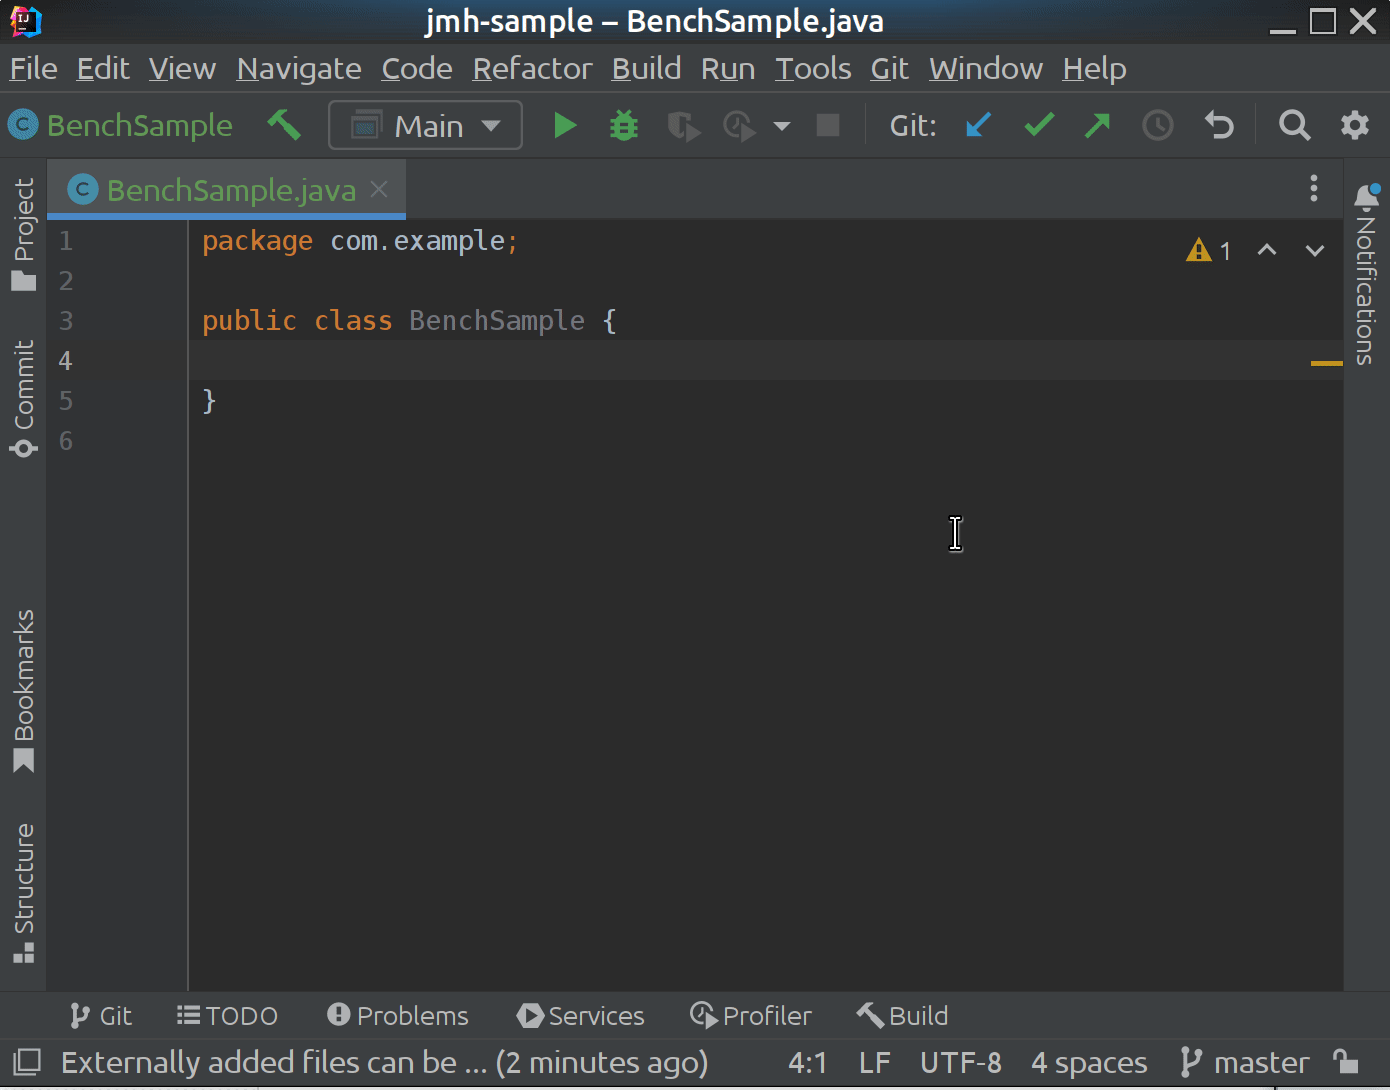 jmh-sample – BenchSample.java
File Edit View Navigate Code Refactor Build Run Tools Git Window Help
C BenchSample Main Git:
C BenchSample.java
Project
Commit
Bookmarks
Structure
1 package com.example;
2
3 public class BenchSample {
4
5 }
6
1
Notifications
Git TODO Problems Services Profiler Build
Externally added files can be ... (2 minutes ago) 4:1 LF UTF-8 4 spaces master